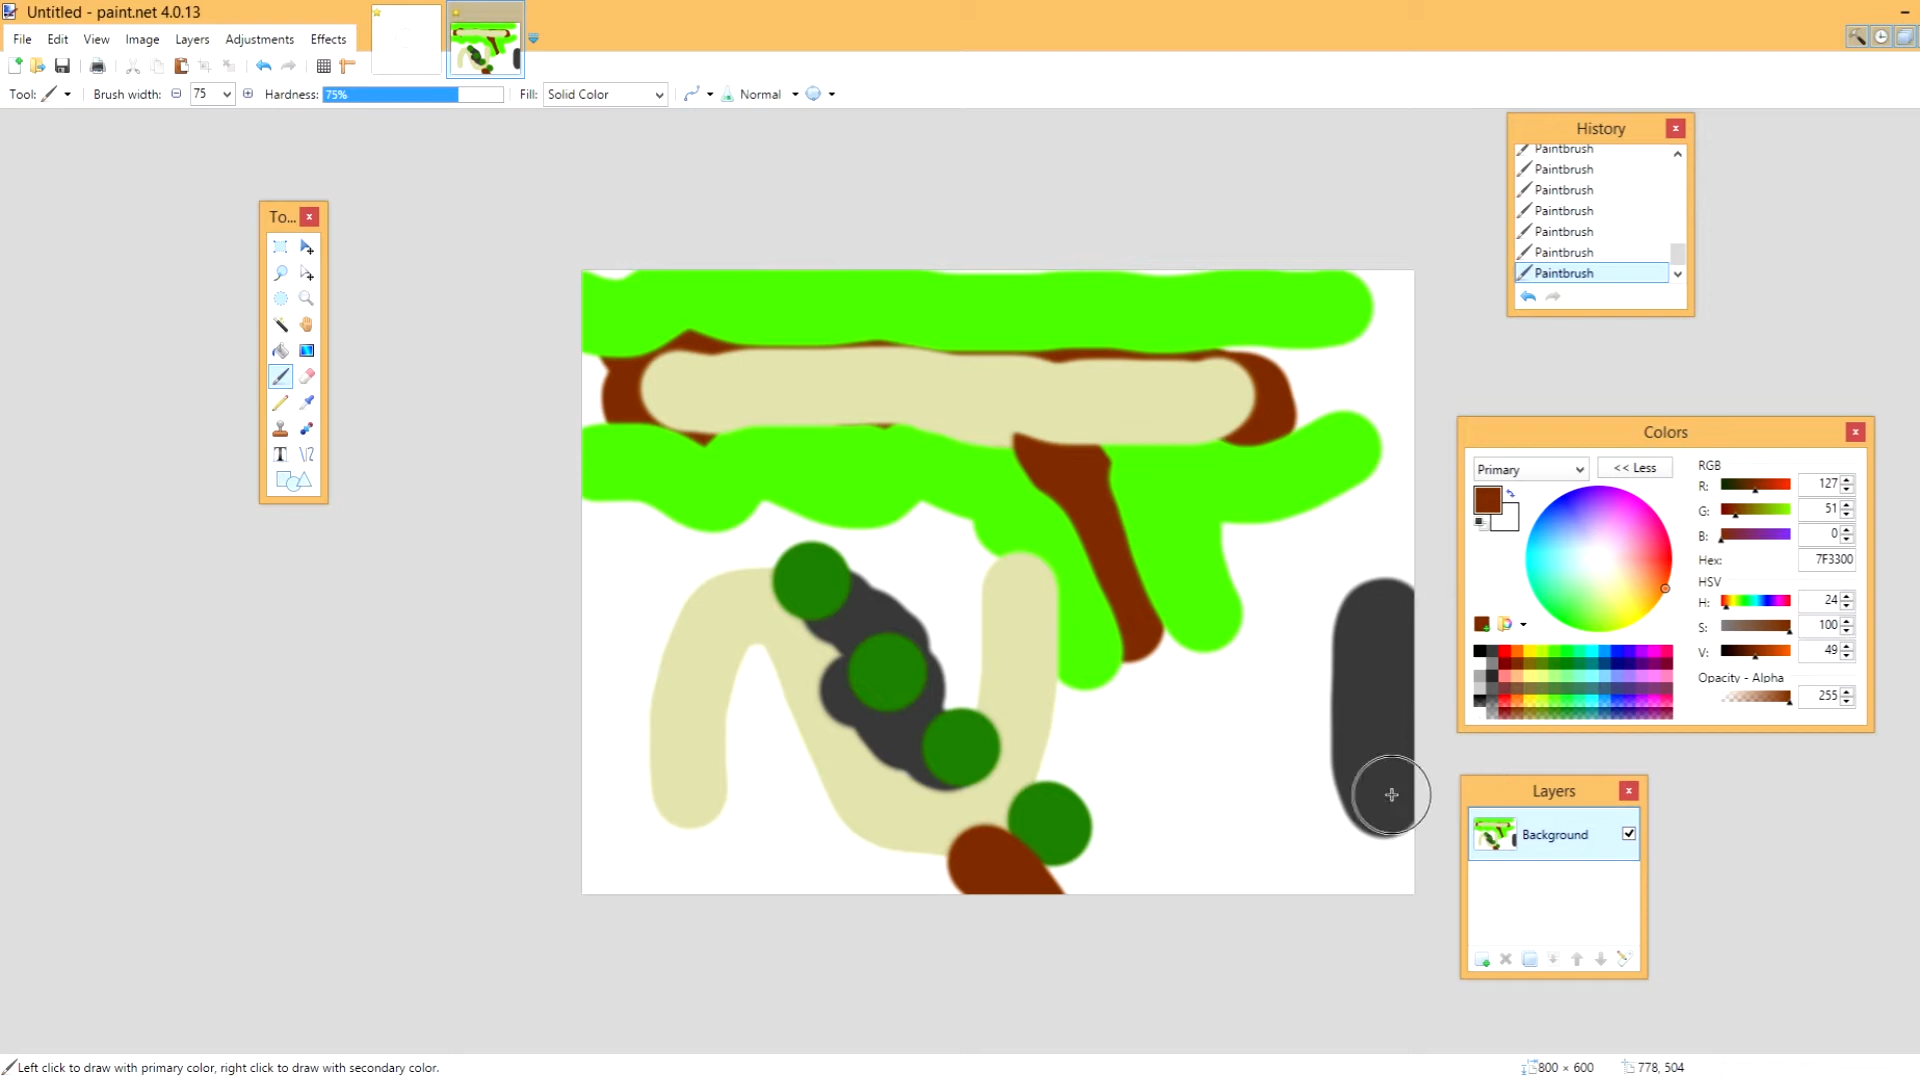 Untitled - paint.net 4.0.13
File Edit View Image Layers Adjustments Effects
Tool: Brush width: 75 Hardness: 75% Fill: Solid Color Normal
To...
History
Paintbrush
Paintbrush
Paintbrush
Paintbrush
Paintbrush
Paintbrush
Paintbrush
Colors
Primary << Less RGB
R: 127
G: 51
B: 0
Hex: 7F3300
HSV
H: 24
S: 100
V: 49
Opacity - Alpha
255
Layers
Background
Left click to draw with primary color, right click to draw with secondary color. 800 × 600 778, 504